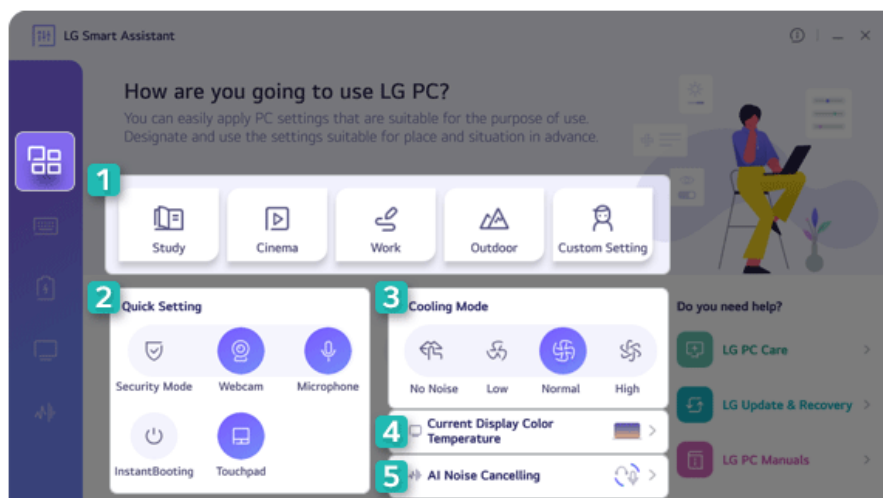 LG Smart Assistant
How are you going to use LG PC?
You can easily apply PC settings that are suitable for the purpose of use.
Designate and use the settings suitable for place and situation in advance.
1
Study
Cinema
Work
Outdoor
Custom Setting
2
Quick Setting
Security Mode
Webcam
Microphone
InstantBooting
Touchpad
3
Cooling Mode
No Noise
Low
Normal
High
4
Current Display Color
Temperature
5
AI Noise Cancelling
Do you need help?
LG PC Care
LG Update & Recovery
LG PC Manuals